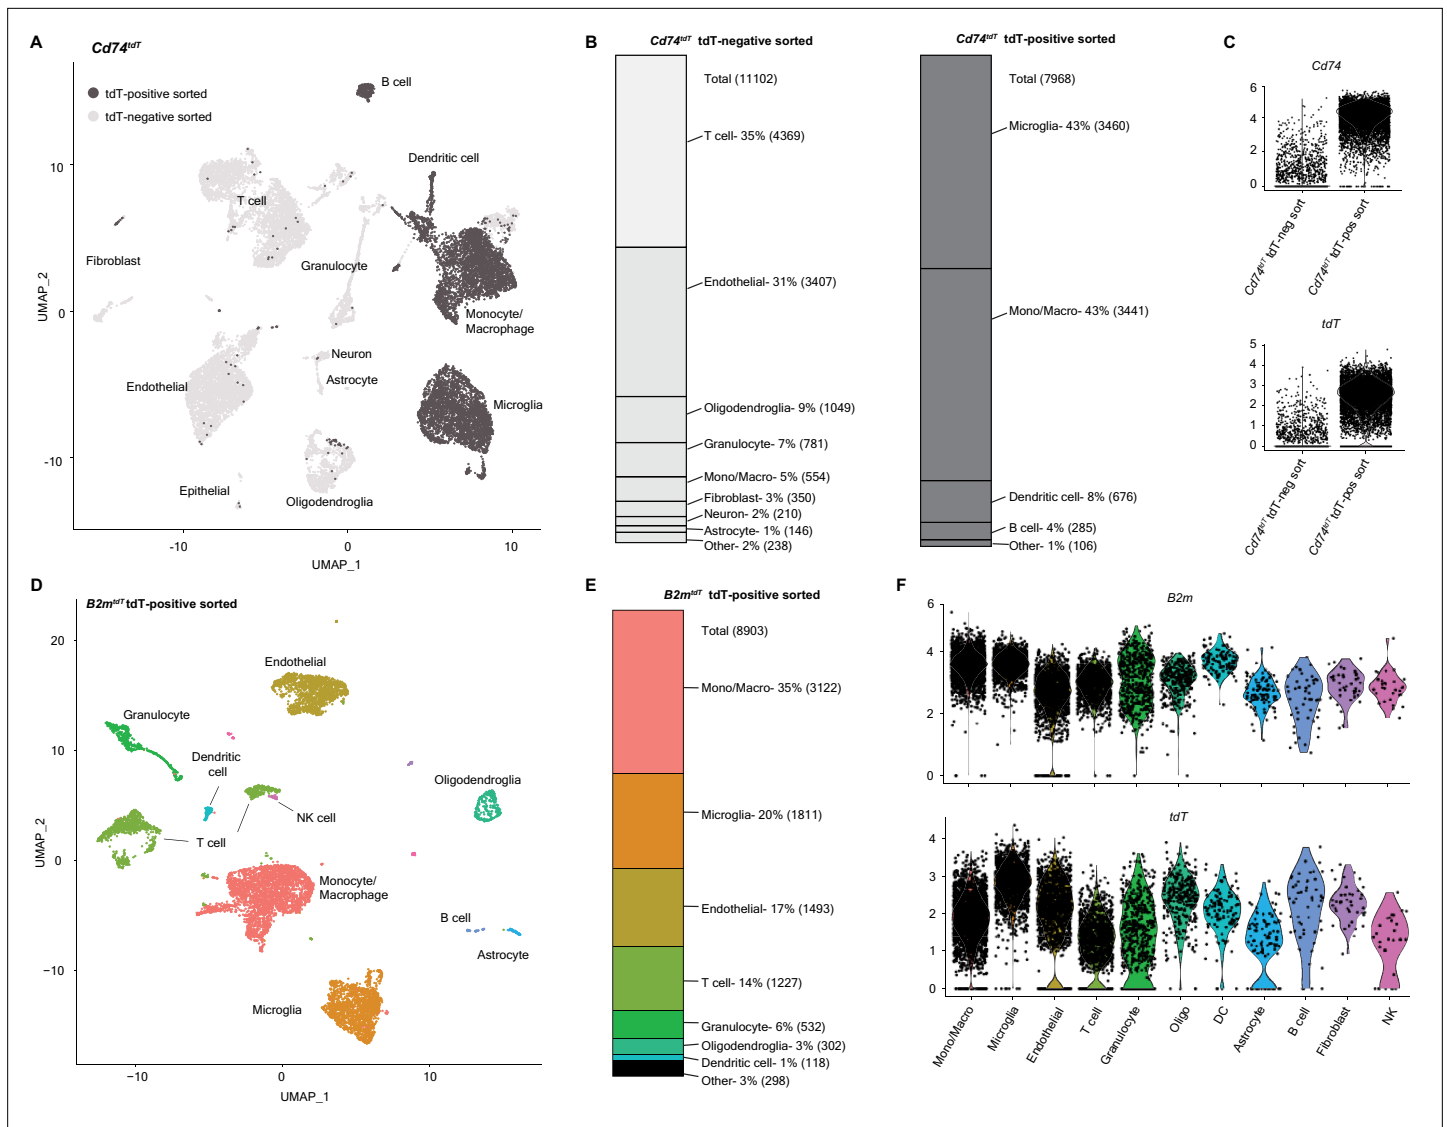 A
Cd74tdT
tdT-positive sorted
tdT-negative sorted
B cell
Dendritic cell
T cell
Fibroblast
Granulocyte
Monocyte/
Macrophage
Neuron
Astrocyte
Endothelial
Microglia
Epithelial
Oligodendroglia
10
0
-10
UMAP_2
-10
0
10
UMAP_1
B
Cd74tdT tdT-negative sorted
Total (11102)
T cell- 35% (4369)
Endothelial- 31% (3407)
Oligodendroglia- 9% (1049)
Granulocyte- 7% (781)
Mono/Macro- 5% (554)
Fibroblast- 3% (350)
Neuron- 2% (210)
Astrocyte- 1% (146)
Other- 2% (238)
Cd74tdT tdT-positive sorted
Total (7968)
Microglia- 43% (3460)
Mono/Macro- 43% (3441)
Dendritic cell- 8% (676)
B cell- 4% (285)
Other- 1% (106)
C
Cd74
6
4
2
0
Cd74tdT tdT-neg sort
Cd74tdT tdT-pos sort
tdT
5
4
3
2
1
0
Cd74tdT tdT-neg sort
Cd74tdT tdT-pos sort
D
B2mtdT tdT-positive sorted
Endothelial
Granulocyte
Dendritic
cell
Oligodendroglia
NK cell
T cell
Monocyte/
Macrophage
B cell
Astrocyte
Microglia
20
10
0
−10
UMAP_2
−10
0
10
UMAP_1
E
B2mtdT tdT-positive sorted
Total (8903)
Mono/Macro- 35% (3122)
Microglia- 20% (1811)
Endothelial- 17% (1493)
T cell- 14% (1227)
Granulocyte- 6% (532)
Oligodendroglia- 3% (302)
Dendritic cell- 1% (118)
Other- 3% (298)
F
B2m
6
4
2
0
tdT
4
3
2
1
0
Mono/Macro
Microglia
Endothelial
T cell
Granulocyte
Oligo
DC
Astrocyte
B cell
Fibroblast
NK